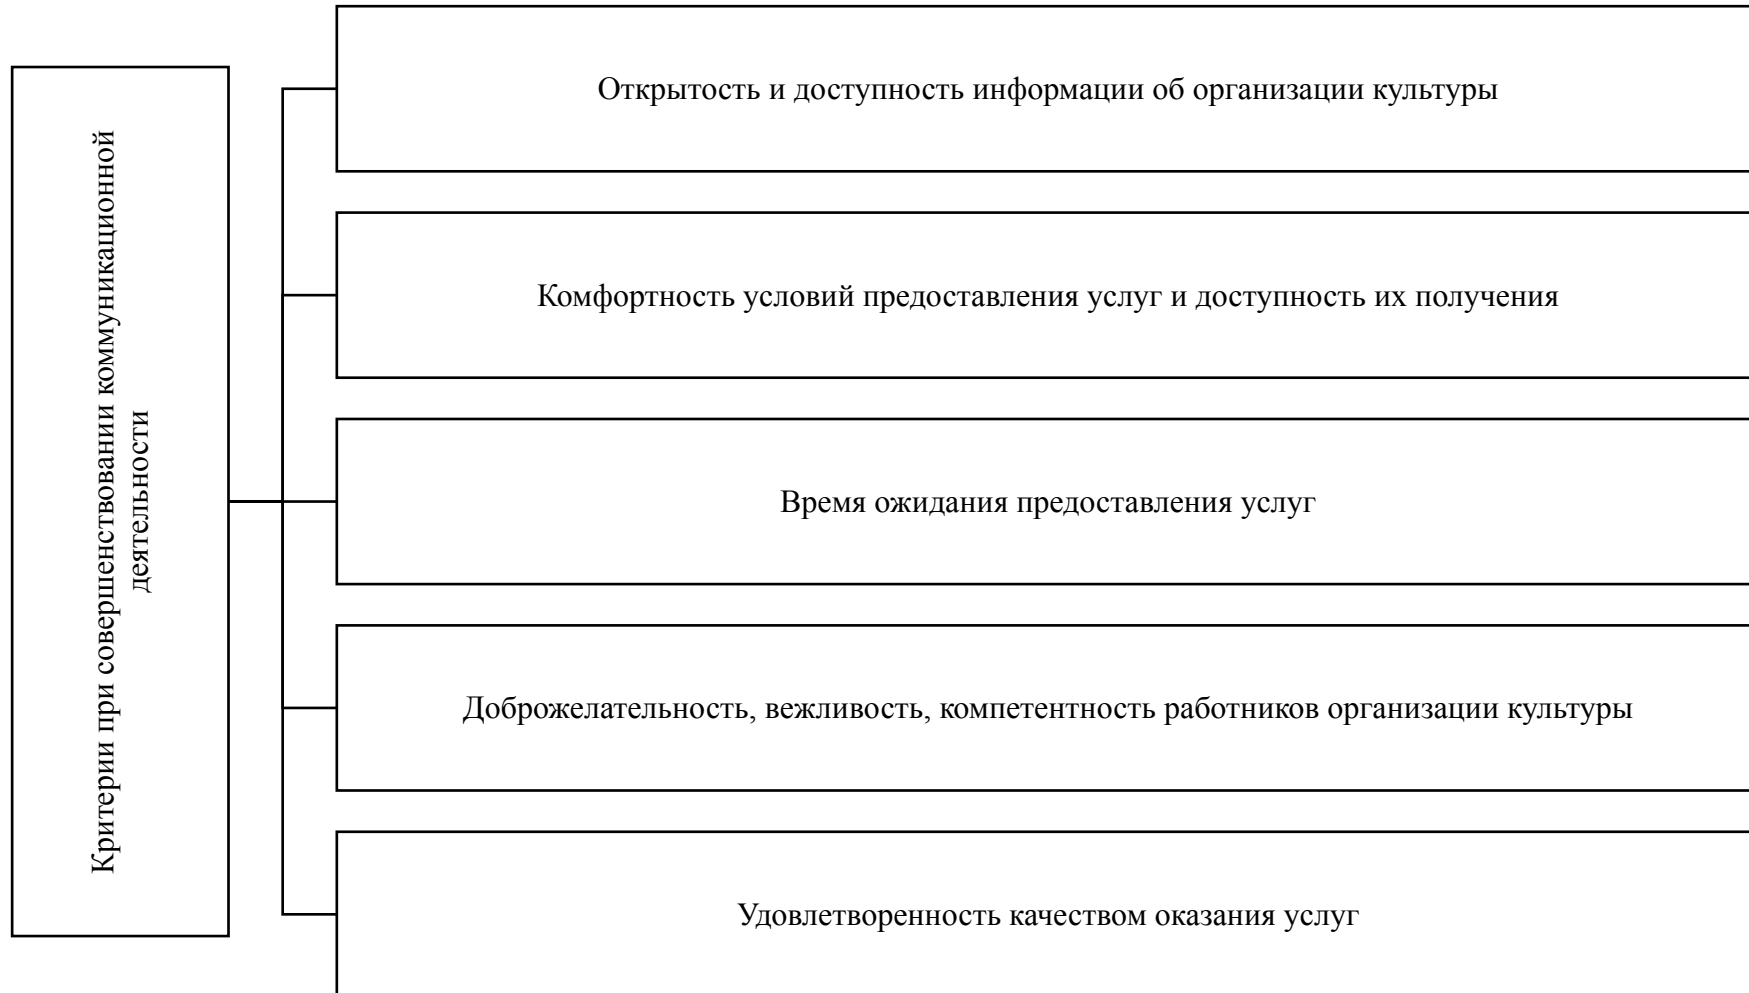 Критерии при совершенствовании коммуникационной
деятельности
Открытость и доступность информации об организации культуры
Комфортность условий предоставления услуг и доступность их получения
Время ожидания предоставления услуг
Доброжелательность, вежливость, компетентность работников организации культуры
Удовлетворенность качеством оказания услуг